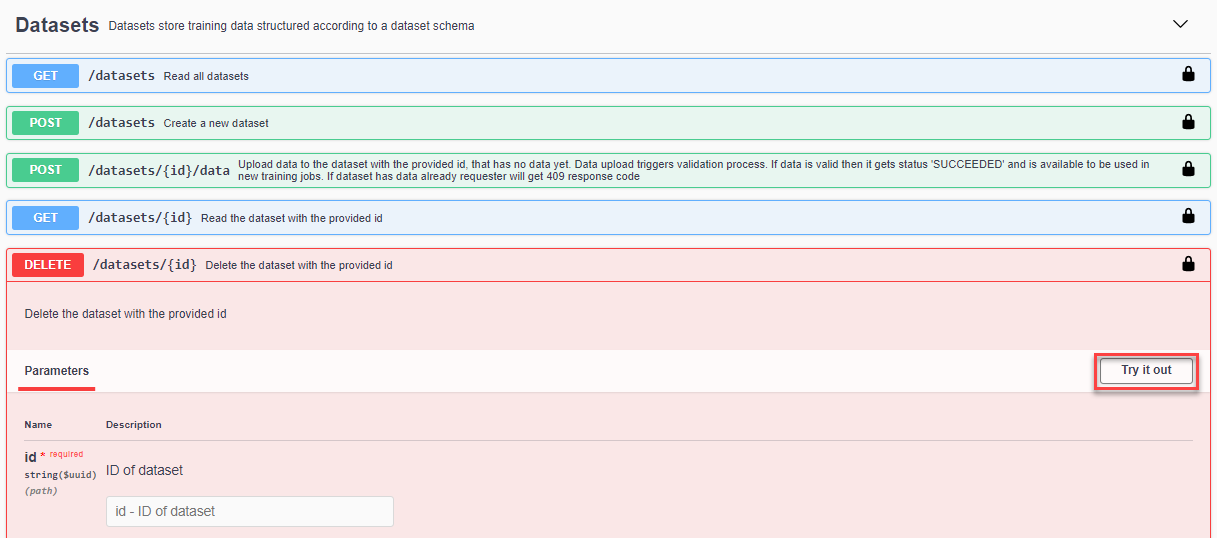 Datasets Datasets store training data structured according to a dataset schema
GET /datasets Read all datasets
POST /datasets Create a new dataset
POST /datasets/{id}/data Upload data to the dataset with the provided id, that has no data yet. Data upload triggers validation process. If data is valid then it gets status 'SUCCEEDED' and is available to be used in
new training jobs. If dataset has data already requester will get 409 response code
GET /datasets/{id} Read the dataset with the provided id
DELETE /datasets/{id} Delete the dataset with the provided id
Delete the dataset with the provided id
Parameters Try it out
Name Description
id * required
string($uuid) ID of dataset
(path)
id - ID of dataset